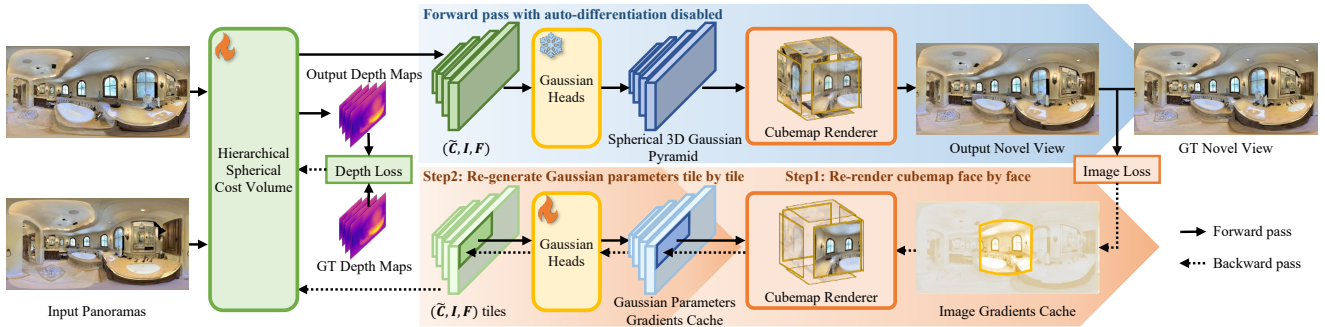 Forward pass with auto-differentiation disabled
Output Depth Maps
Hierarchical
Spherical
Cost Volume
Depth Loss
GT Depth Maps
Input Panoramas
(C̃, I, F)
Gaussian
Heads
Spherical 3D Gaussian
Pyramid
Cubemap Renderer
Output Novel View
GT Novel View
Image Loss
Step2: Re-generate Gaussian parameters tile by tile
Step1: Re-render cubemap face by face
(C̃, I, F) tiles
Gaussian
Heads
Gaussian Parameters
Gradients Cache
Cubemap Renderer
Image Gradients Cache
Forward pass
Backward pass